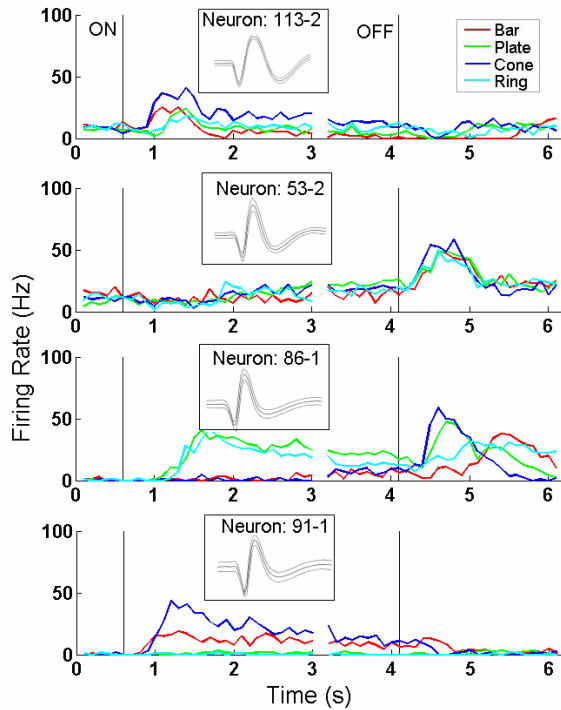 ON
Neuron: 113-2
OFF
Bar
Plate
Cone
Ring
100
50
0
0 1 2 3 4 5 6
Neuron: 53-2
100
50
0
0 1 2 3 4 5 6
Neuron: 86-1
100
50
0
0 1 2 3 4 5 6
Neuron: 91-1
100
50
0
0 1 2 3 4 5 6
Firing Rate (Hz)
Time (s)